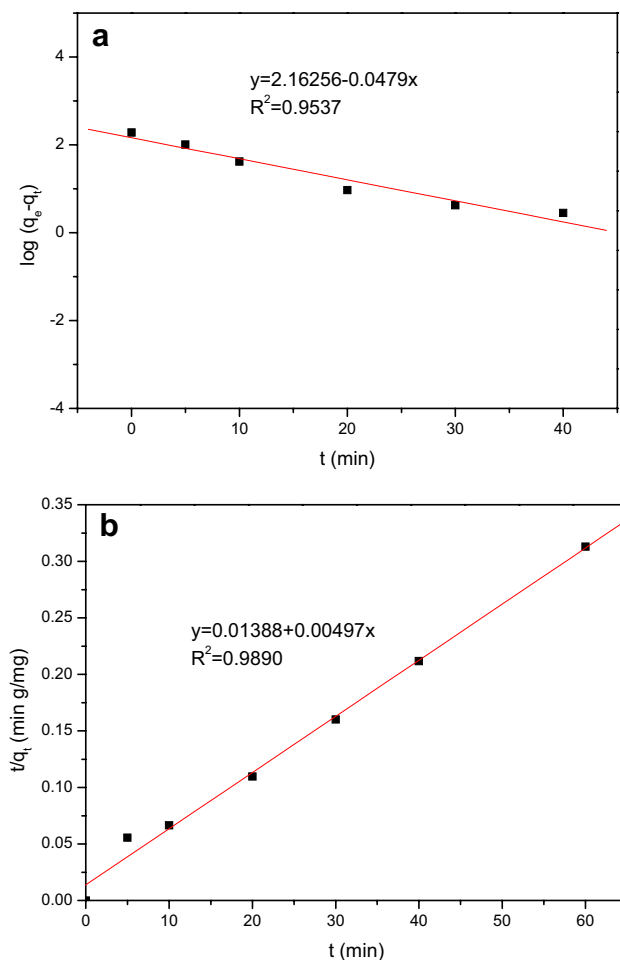 a
y=2.16256-0.0479x
R²=0.9537
4
2
0
-2
-4
log (qₑ-qₜ)
0 10 20 30 40
t (min)
b
y=0.01388+0.00497x
R²=0.9890
0.35
0.30
0.25
0.20
0.15
0.10
0.05
0.00
t/qₜ (min g/mg)
0 10 20 30 40 50 60
t (min)